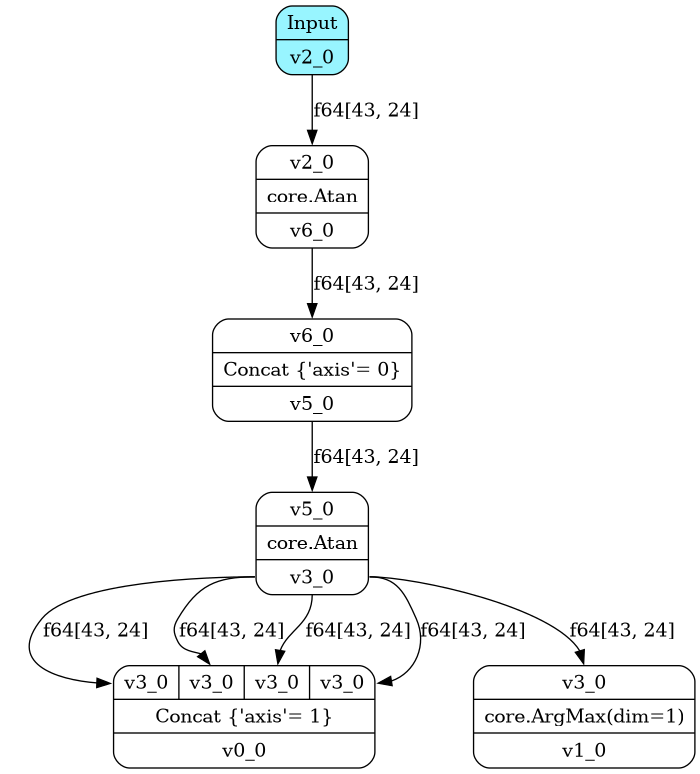 Input
v2_0
f64[43, 24]
v2_0
core.Atan
v6_0
f64[43, 24]
v6_0
Concat {'axis'= 0}
v5_0
f64[43, 24]
v5_0
core.Atan
v3_0
f64[43, 24] f64[43, 24] f64[43, 24] f64[43, 24] f64[43, 24]
v3_0 v3_0 v3_0 v3_0
Concat {'axis'= 1}
v0_0
v3_0
core.ArgMax(dim=1)
v1_0